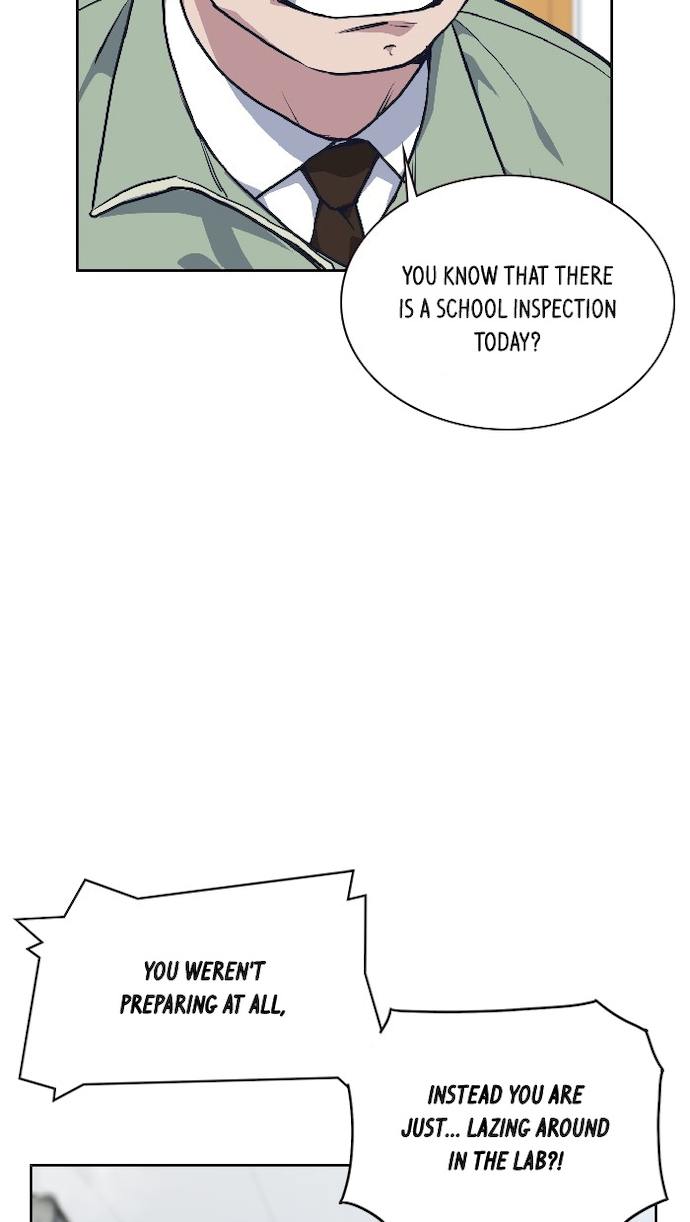 YOU KNOW THAT THERE
IS A SCHOOL INSPECTION
TODAY?
YOU WEREN'T
PREPARING AT ALL,
INSTEAD YOU ARE
JUST... LAZING AROUND
IN THE LAB?!